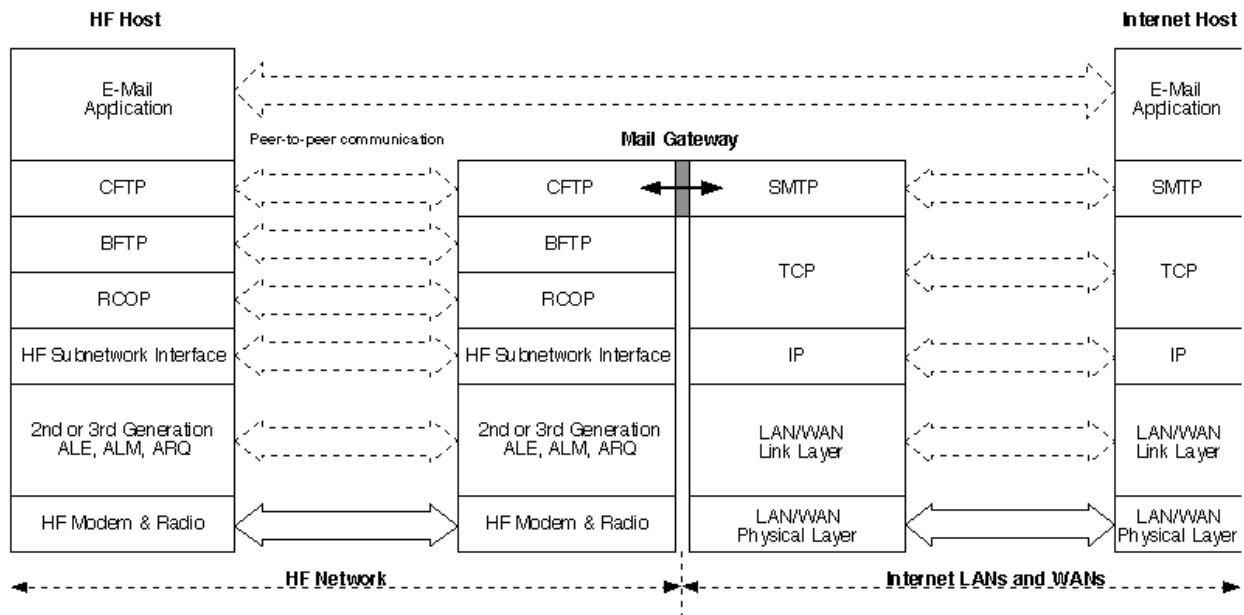 HF Host
Internet Host
E-Mail
Application
E-Mail
Application
Peer-to-peer communication
Mail Gateway
CFTP
CFTP
SMTP
SMTP
BFTP
BFTP
TCP
TCP
RCOP
RCOP
HF Subnetwork Interface
HF Subnetwork Interface
IP
IP
2nd or 3rd Generation
ALE, ALM, ARQ
2nd or 3rd Generation
ALE, ALM, ARQ
LAN/WAN
Link Layer
LAN/WAN
Link Layer
HF Modem & Radio
HF Modem & Radio
LAN/WAN
Physical Layer
LAN/WAN
Physical Layer
HF Network
Internet LANs and WANs